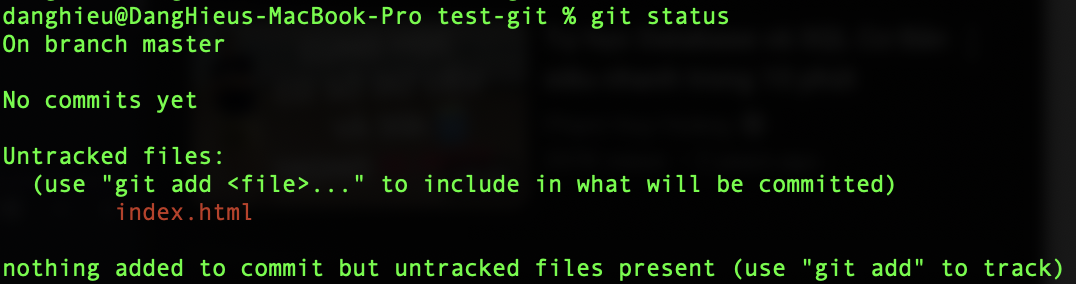 danghieu@DangHieus-MacBook-Pro test-git % git status
On branch master
No commits yet
Untracked files:
(use "git add <file>..." to include in what will be committed)
index.html
nothing added to commit but untracked files present (use "git add" to track)